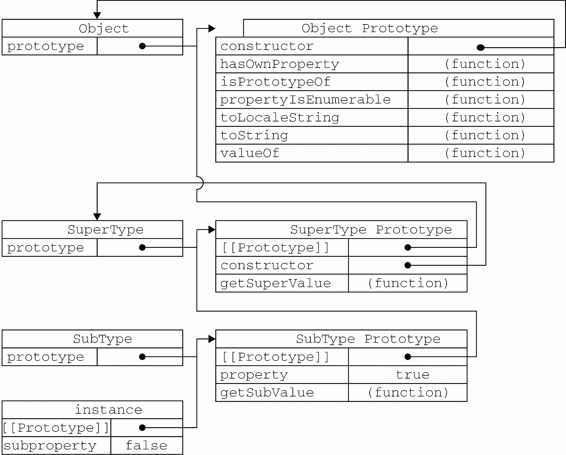 Object
prototype
Object Prototype
constructor
hasOwnProperty (function)
isPrototypeOf (function)
propertyIsEnumerable (function)
toLocaleString (function)
toString (function)
valueOf (function)
SuperType
prototype
SuperType Prototype
[[Prototype]]
constructor
getSuperValue (function)
SubType
prototype
SubType Prototype
[[Prototype]]
property true
getSubValue (function)
instance
[[Prototype]]
subproperty false